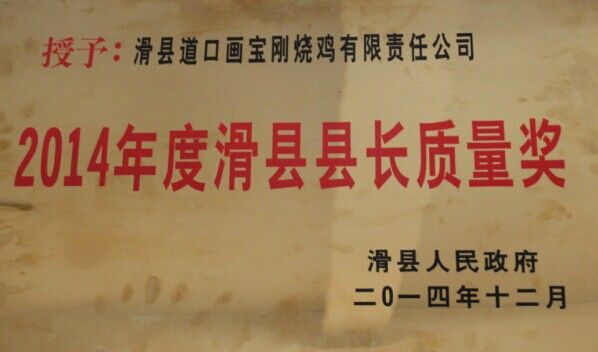 授予：滑县道口画宝刚烧鸡有限责任公司
2014年度滑县县长质量奖
滑县人民政府
二0一四年十二月